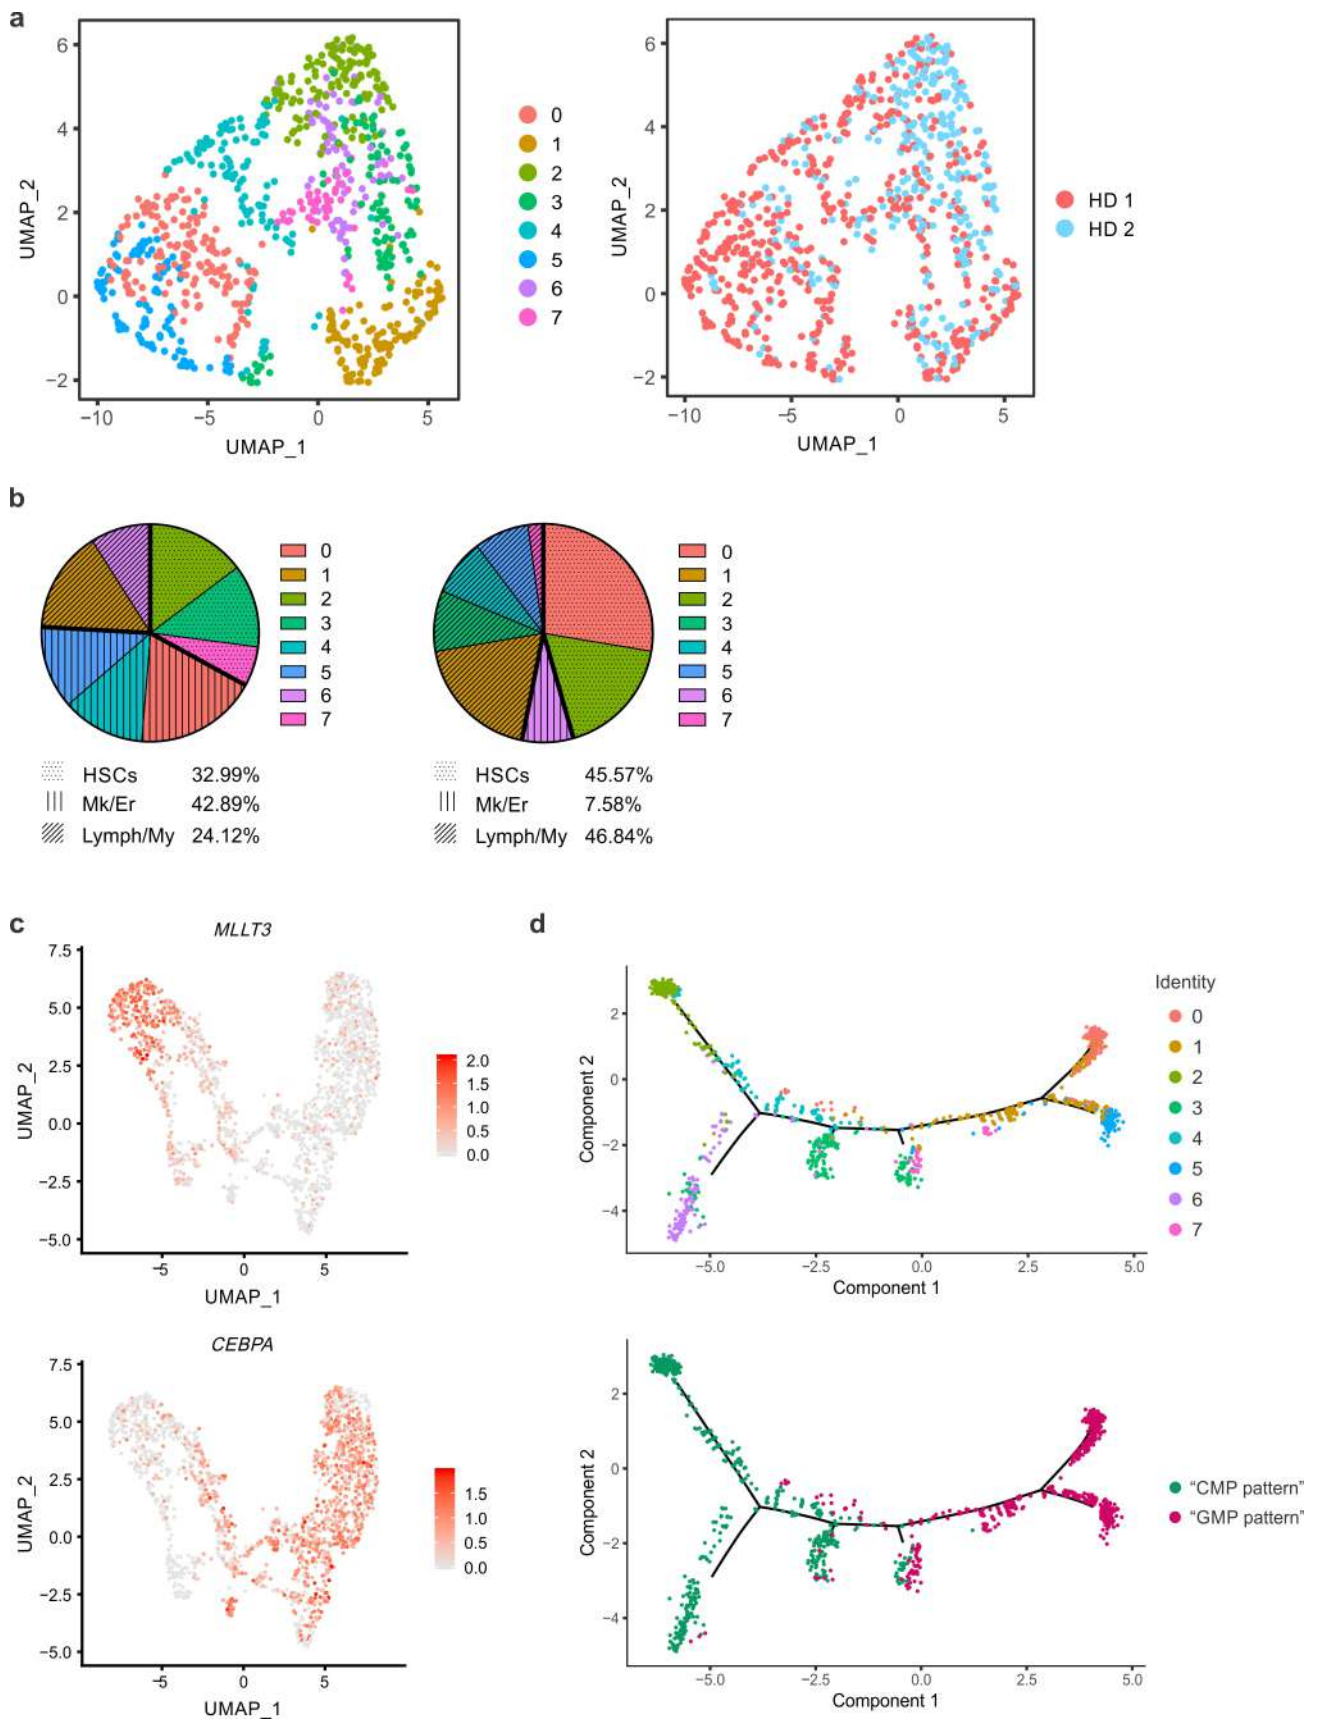 a
6
4
2
0
−2
UMAP_2
−10 −5 0 5
UMAP_1
0
1
2
3
4
5
6
7
6
4
2
0
−2
UMAP_2
−10 −5 0 5
UMAP_1
HD 1
HD 2
b
0
1
2
3
4
5
6
7
HSCs 32.99%
Mk/Er 42.89%
Lymph/My 24.12%
0
1
2
3
4
5
6
7
HSCs 45.57%
Mk/Er 7.58%
Lymph/My 46.84%
c
MLLT3
7.5
5.0
2.5
0.0
−2.5
−5.0
UMAP_2
−5 0 5
UMAP_1
2.0
1.5
1.0
0.5
0.0
CEBPA
7.5
5.0
2.5
0.0
−2.5
−5.0
UMAP_2
−5 0 5
UMAP_1
1.5
1.0
0.5
0.0
d
2
0
−2
−4
Component 2
−5.0 −2.5 0.0 2.5 5.0
Component 1
Identity
0
1
2
3
4
5
6
7
2
0
−2
−4
Component 2
−5.0 −2.5 0.0 2.5 5.0
Component 1
“CMP pattern”
“GMP pattern”